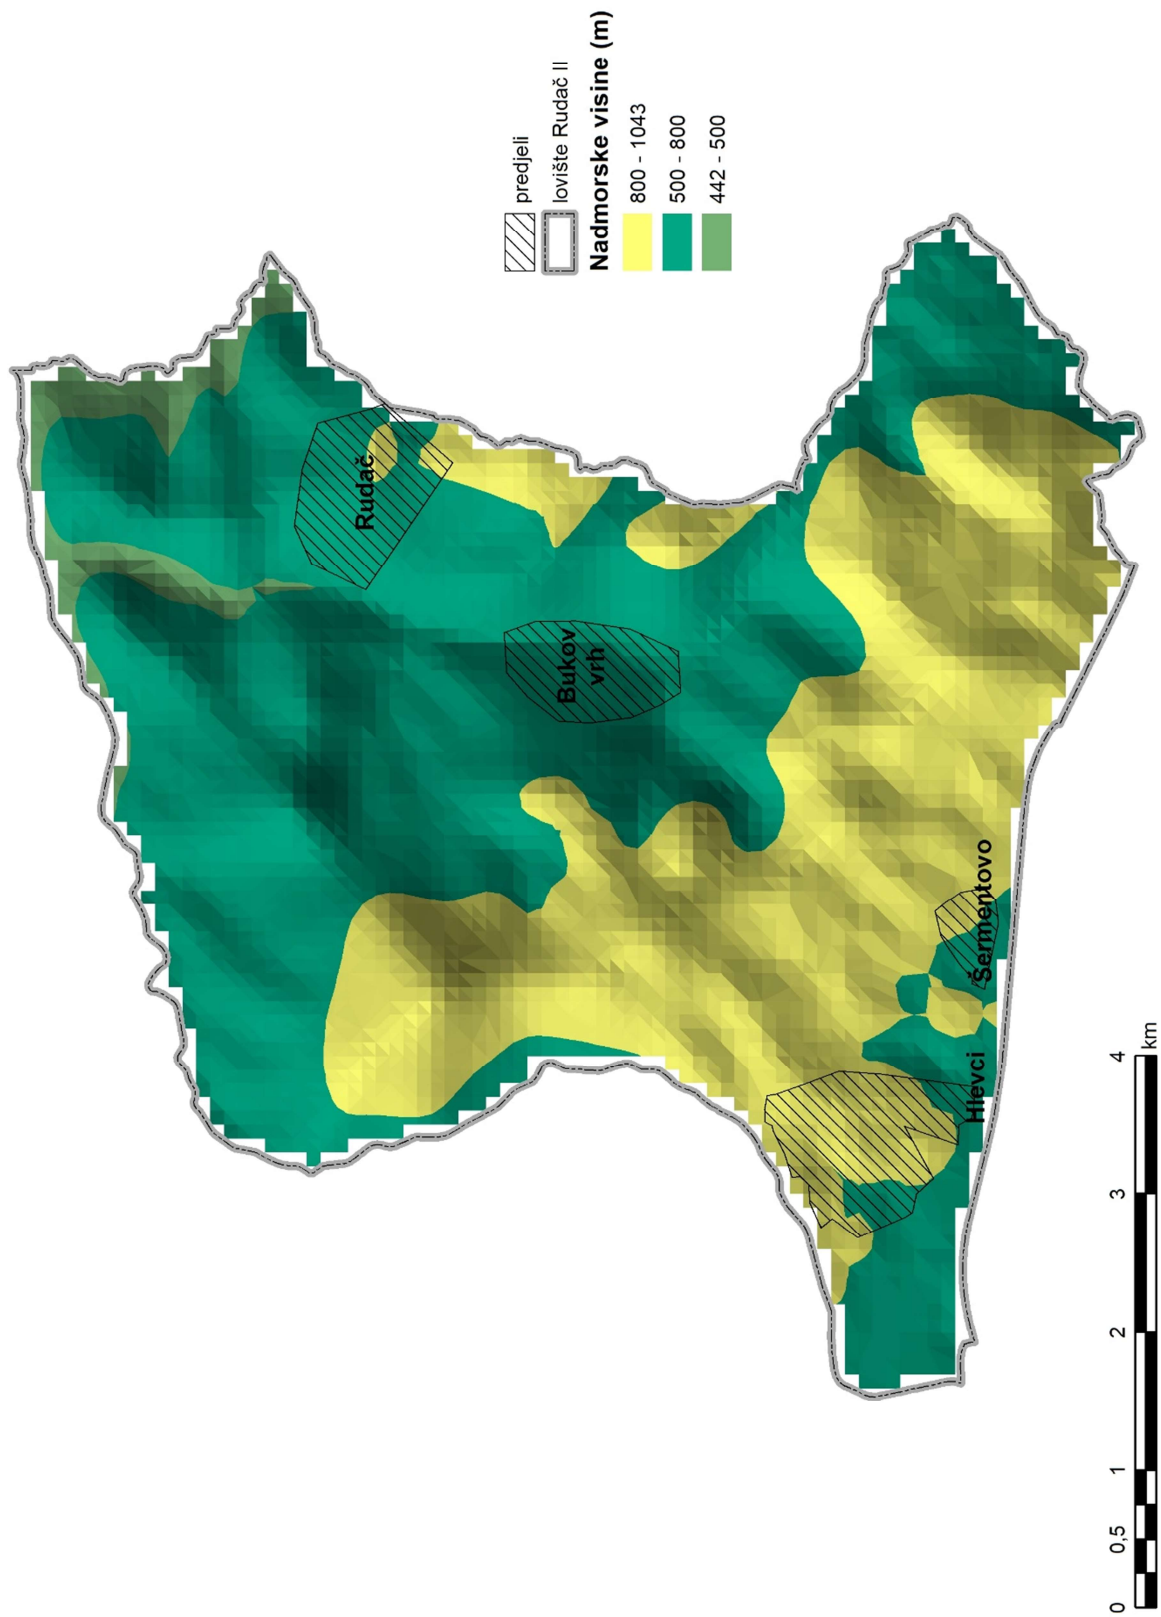 Rudač
Bukov
vrh
Šermentovo
Hlevci
predjeli
lovište Rudač II
Nadmorske visine (m)
800 - 1043
500 - 800
442 - 500
0 0,5 1 2 3 4
km